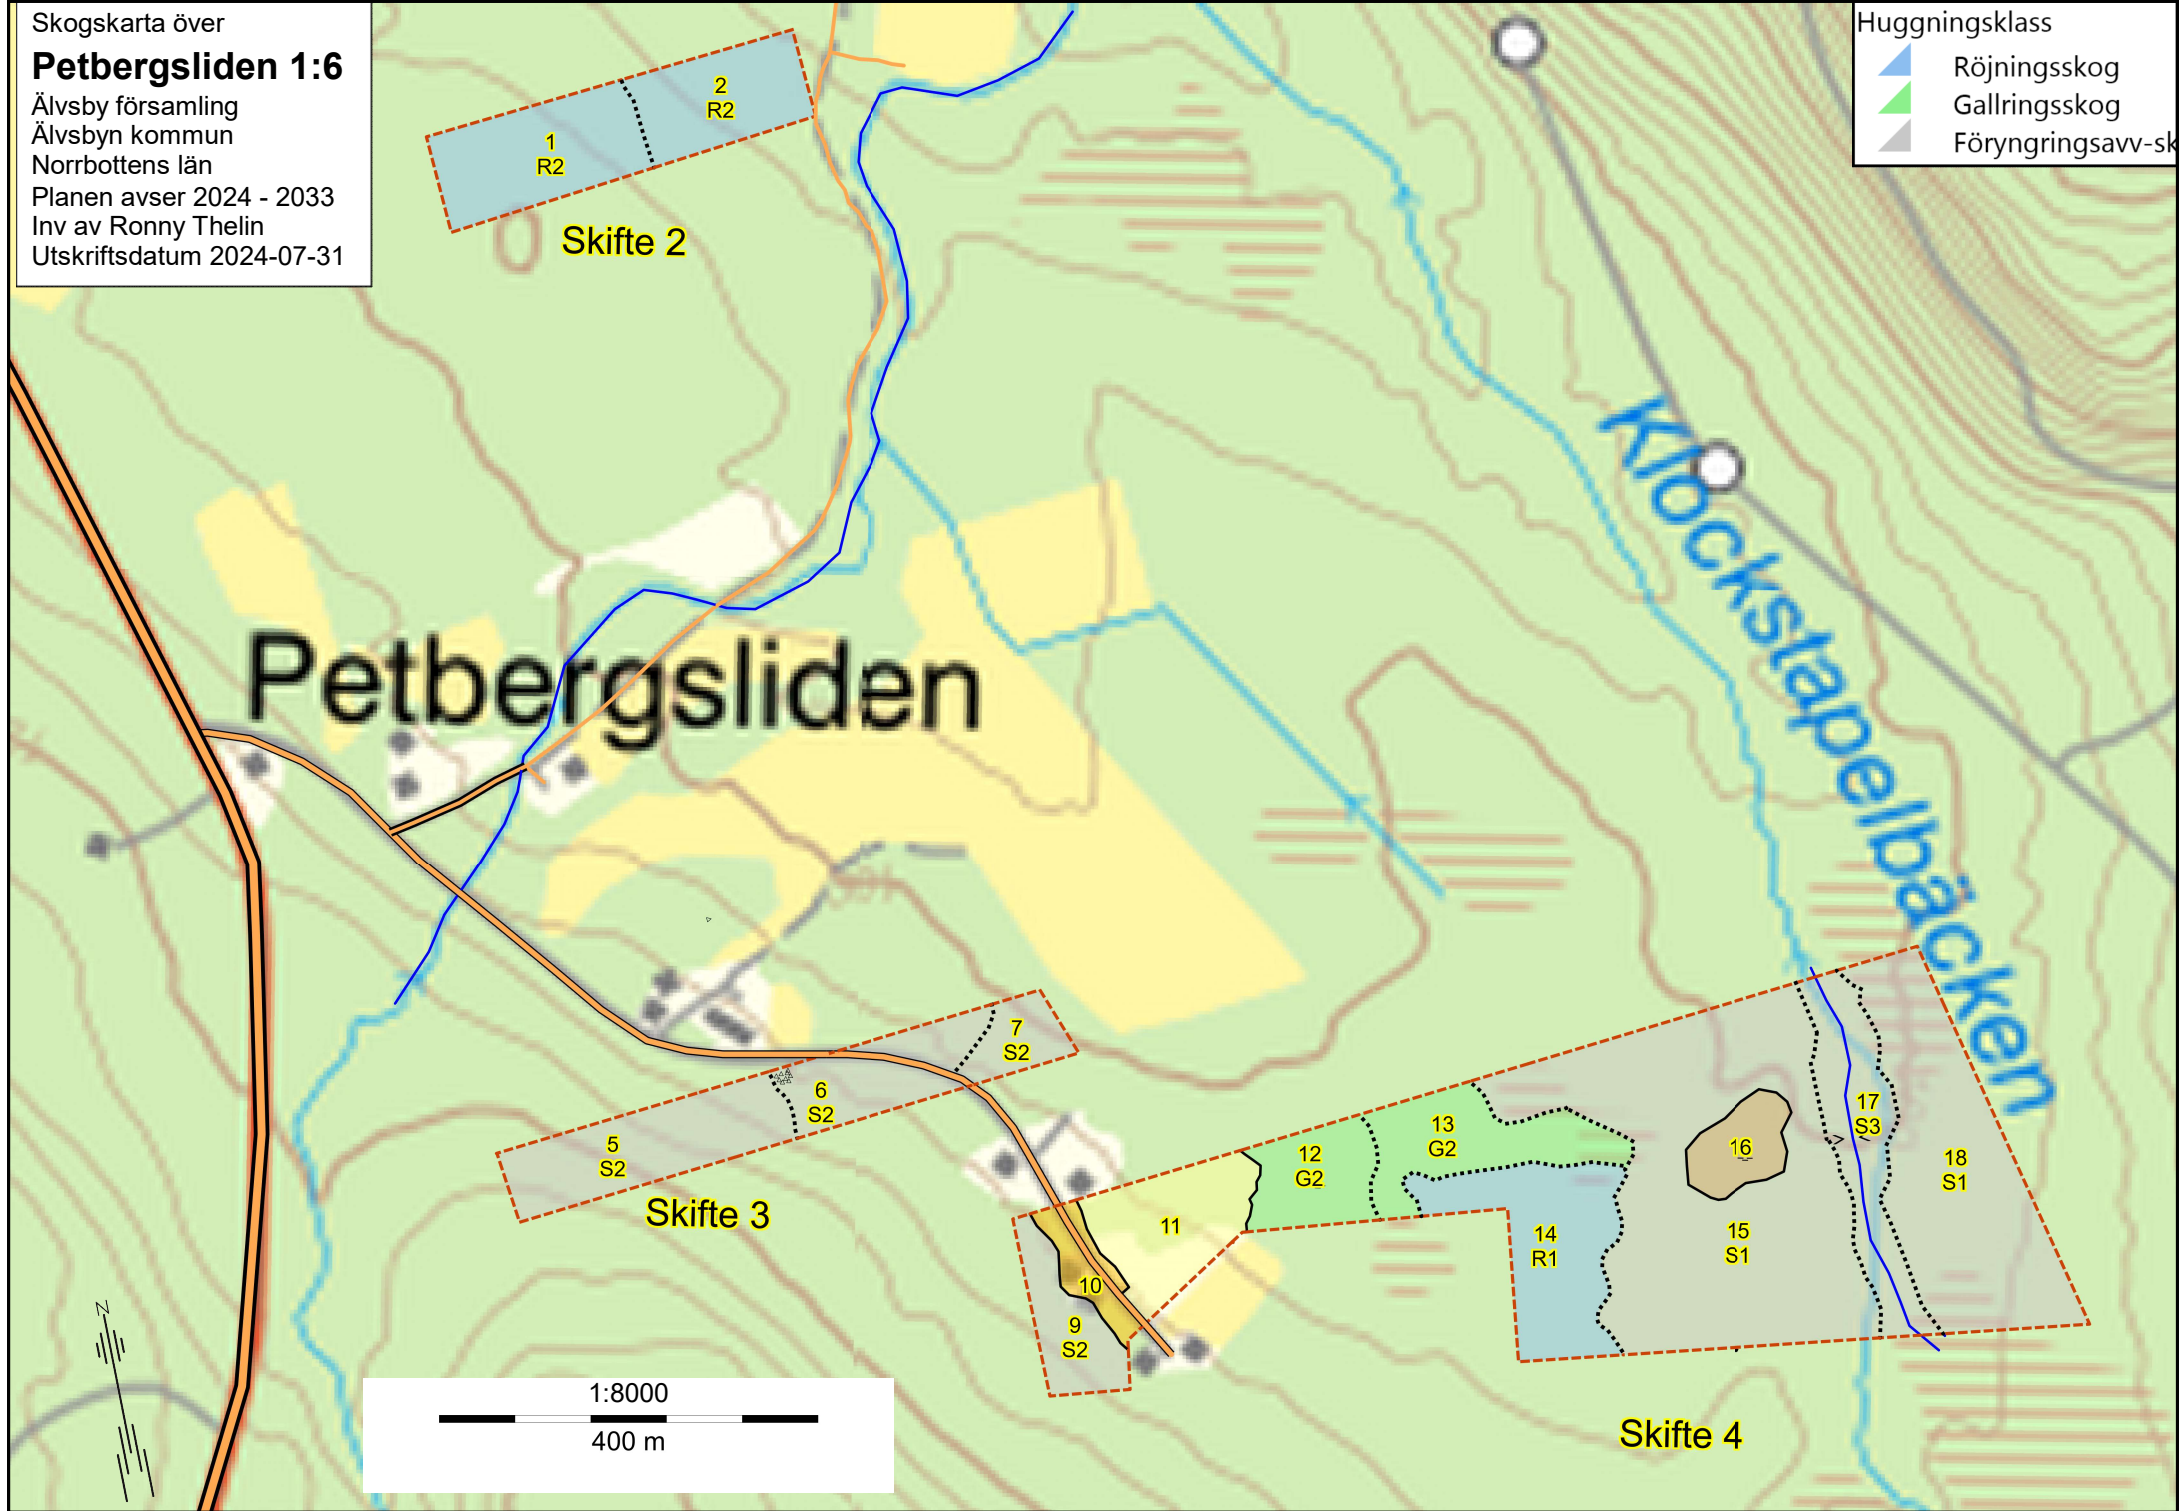 Skogskarta över
Petbergsliden 1:6
Älvsby församling
Älvsbyn kommun
Norrbottens län
Planen avser 2024 - 2033
Inv av Ronny Thelin
Utskriftsdatum 2024-07-31
Huggningsklass
Röjningsskog
Gallringsskog
Föryngringsavv-sk
1
R2
2
R2
Skifte 2
Klockstapelbäcken
Petbergsliden
5
S2
6
S2
7
S2
Skifte 3
9
S2
10
11
12
G2
13
G2
14
R1
15
S1
16
17
S3
18
S1
Skifte 4
N
1:8000
400 m